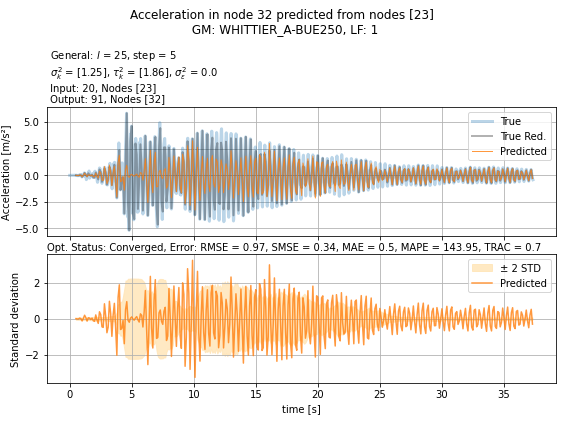 Acceleration in node 32 predicted from nodes [23]
GM: WHITTIER_A-BUE250, LF: 1
General: l = 25, step = 5
σ²ₖ = [1.25], τ²ₖ = [1.86], σ²ε = 0.0
Input: 20, Nodes [23]
Output: 91, Nodes [32]
Acceleration [m/s²]
5.0
2.5
0.0
−2.5
−5.0
True
True Red.
Predicted
Opt. Status: Converged, Error: RMSE = 0.97, SMSE = 0.34, MAE = 0.5, MAPE = 143.95, TRAC = 0.7
Standard deviation
2
0
−2
± 2 STD
Predicted
0 5 10 15 20 25 30 35
time [s]